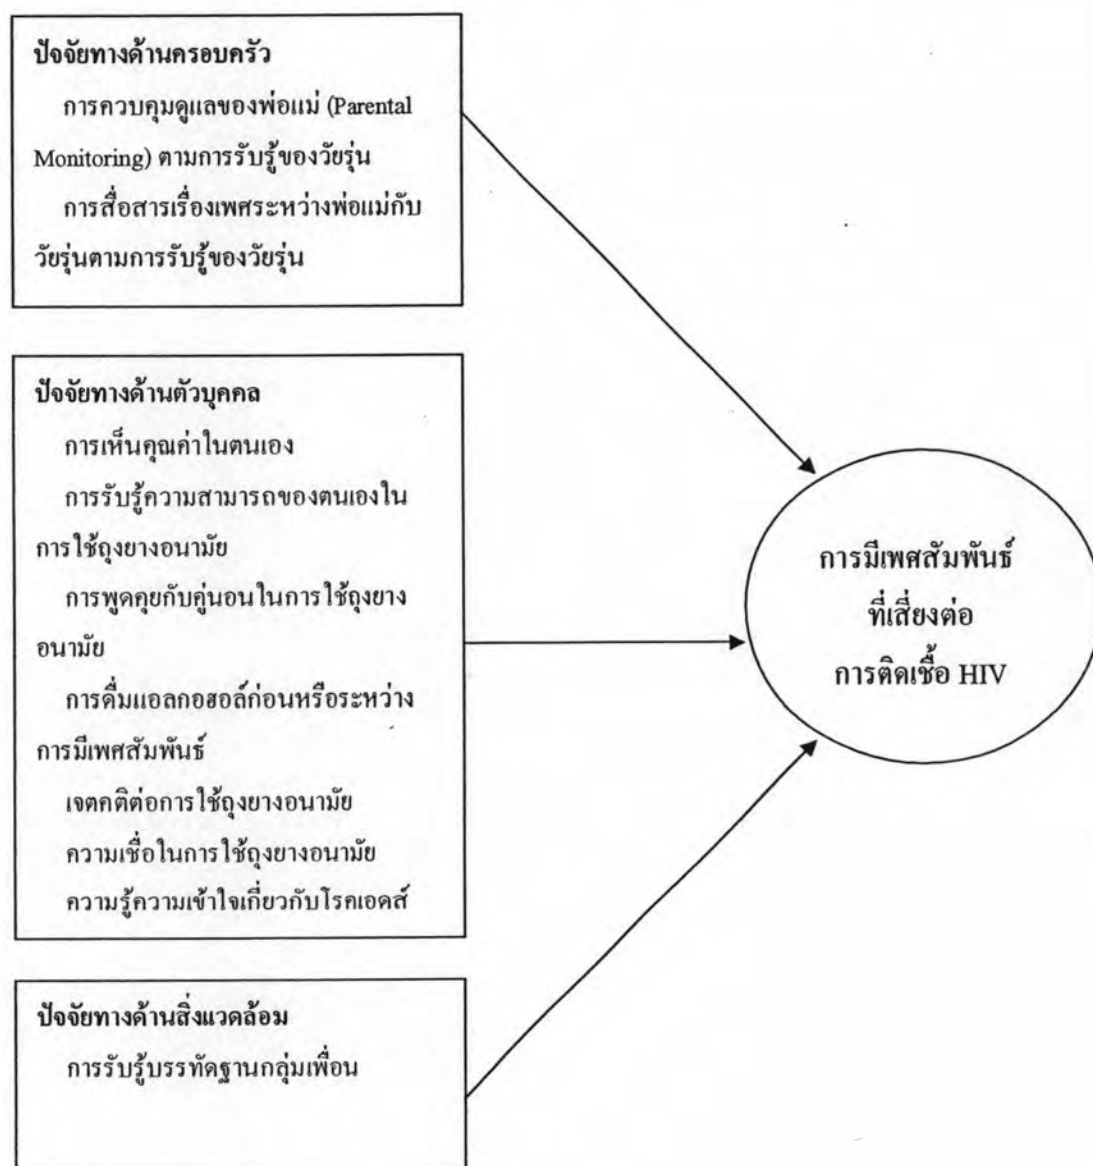 ปัจจัยทางด้านครอบครัว
การควบคุมดูแลของพ่อแม่ (Parental
Monitoring) ตามการรับรู้ของวัยรุ่น
การสื่อสารเรื่องเพศระหว่างพ่อแม่กับ
วัยรุ่นตามการรับรู้ของวัยรุ่น
ปัจจัยทางด้านตัวบุคคล
การเห็นคุณค่าในตนเอง
การรับรู้ความสามารถของตนเองใน
การใช้ถุงยางอนามัย
การพูดคุยกับคู่นอนในการใช้ถุงยาง
อนามัย
การดื่มแอลกอฮอล์ก่อนหรือระหว่าง
การมีเพศสัมพันธ์
เจตคติต่อการใช้ถุงยางอนามัย
ความเชื่อในการใช้ถุงยางอนามัย
ความรู้ความเข้าใจเกี่ยวกับโรคเอดส์
ปัจจัยทางด้านสิ่งแวดล้อม
การรับรู้บรรทัดฐานกลุ่มเพื่อน
การมีเพศสัมพันธ์
ที่เสี่ยงต่อ
การติดเชื้อ HIV